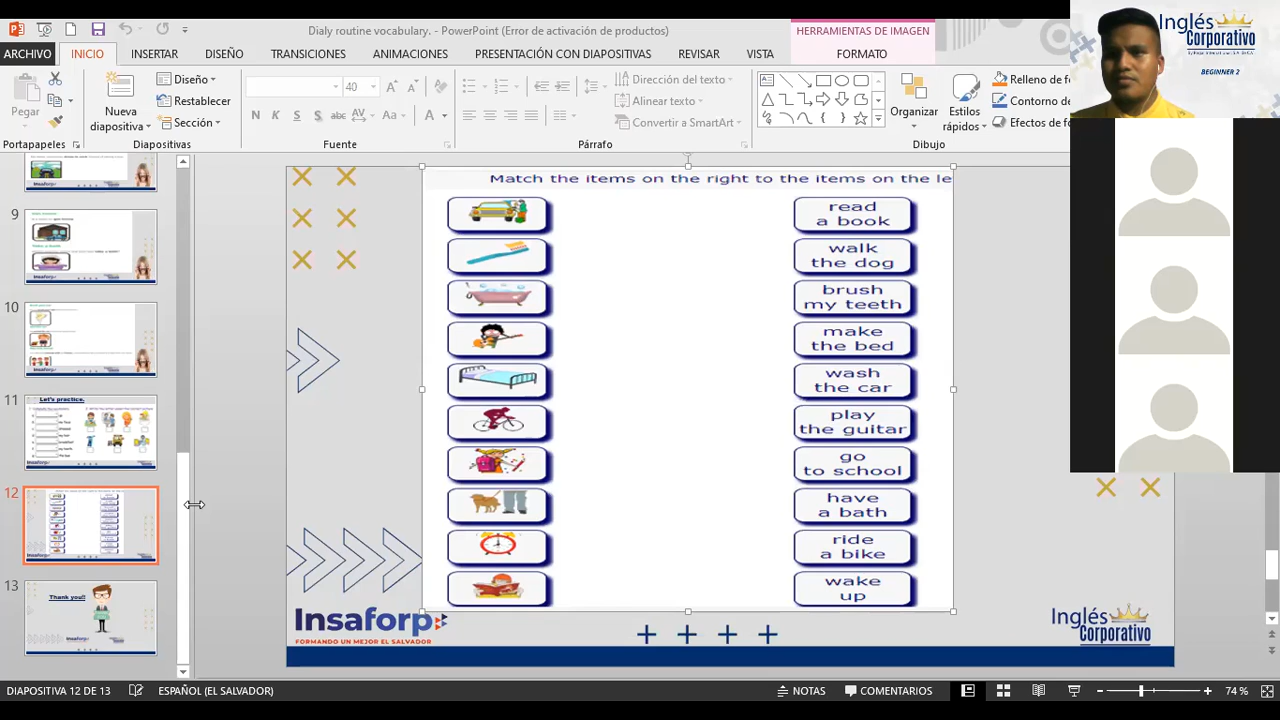 Dialy routine vocabulary. - PowerPoint (Error de activación de productos)
HERRAMIENTAS DE IMAGEN
ARCHIVO INICIO INSERTAR DISEÑO TRANSICIONES ANIMACIONES PRESENTACIÓN CON DIAPOSITIVAS REVISAR VISTA FORMATO
Pegar
Nueva
diapositiva
Diseño
Restablecer
Sección
40
N K S S abc AV Aa A
Dirección del texto
Alinear texto
Convertir a SmartArt
Organizar
Estilos
rápidos
Relleno de fo
Contorno de
Efectos de fo
Portapapeles Diapositivas Fuente Párrafo Dibujo
Inglés
Corporativo
BEGINNER 2
9
10
11
Let's practice.
12
13
Thank you!!
Insaforp
Match the items on the right to the items on the le
read
a book
walk
the dog
brush
my teeth
make
the bed
wash
the car
play
the guitar
go
to school
have
a bath
ride
a bike
wake
up
Insaforp
FORMANDO UN MEJOR EL SALVADOR
Inglés
Corporativo
DIAPOSITIVA 12 DE 13 ESPAÑOL (EL SALVADOR) NOTAS COMENTARIOS 74 %